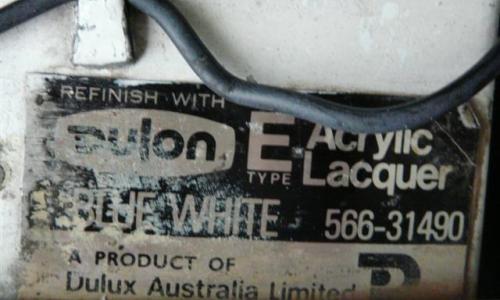 REFINISH WITH
Dulon E TYPE Acrylic Lacquer
BLUE WHITE 566-31490
A PRODUCT OF
Dulux Australia Limited